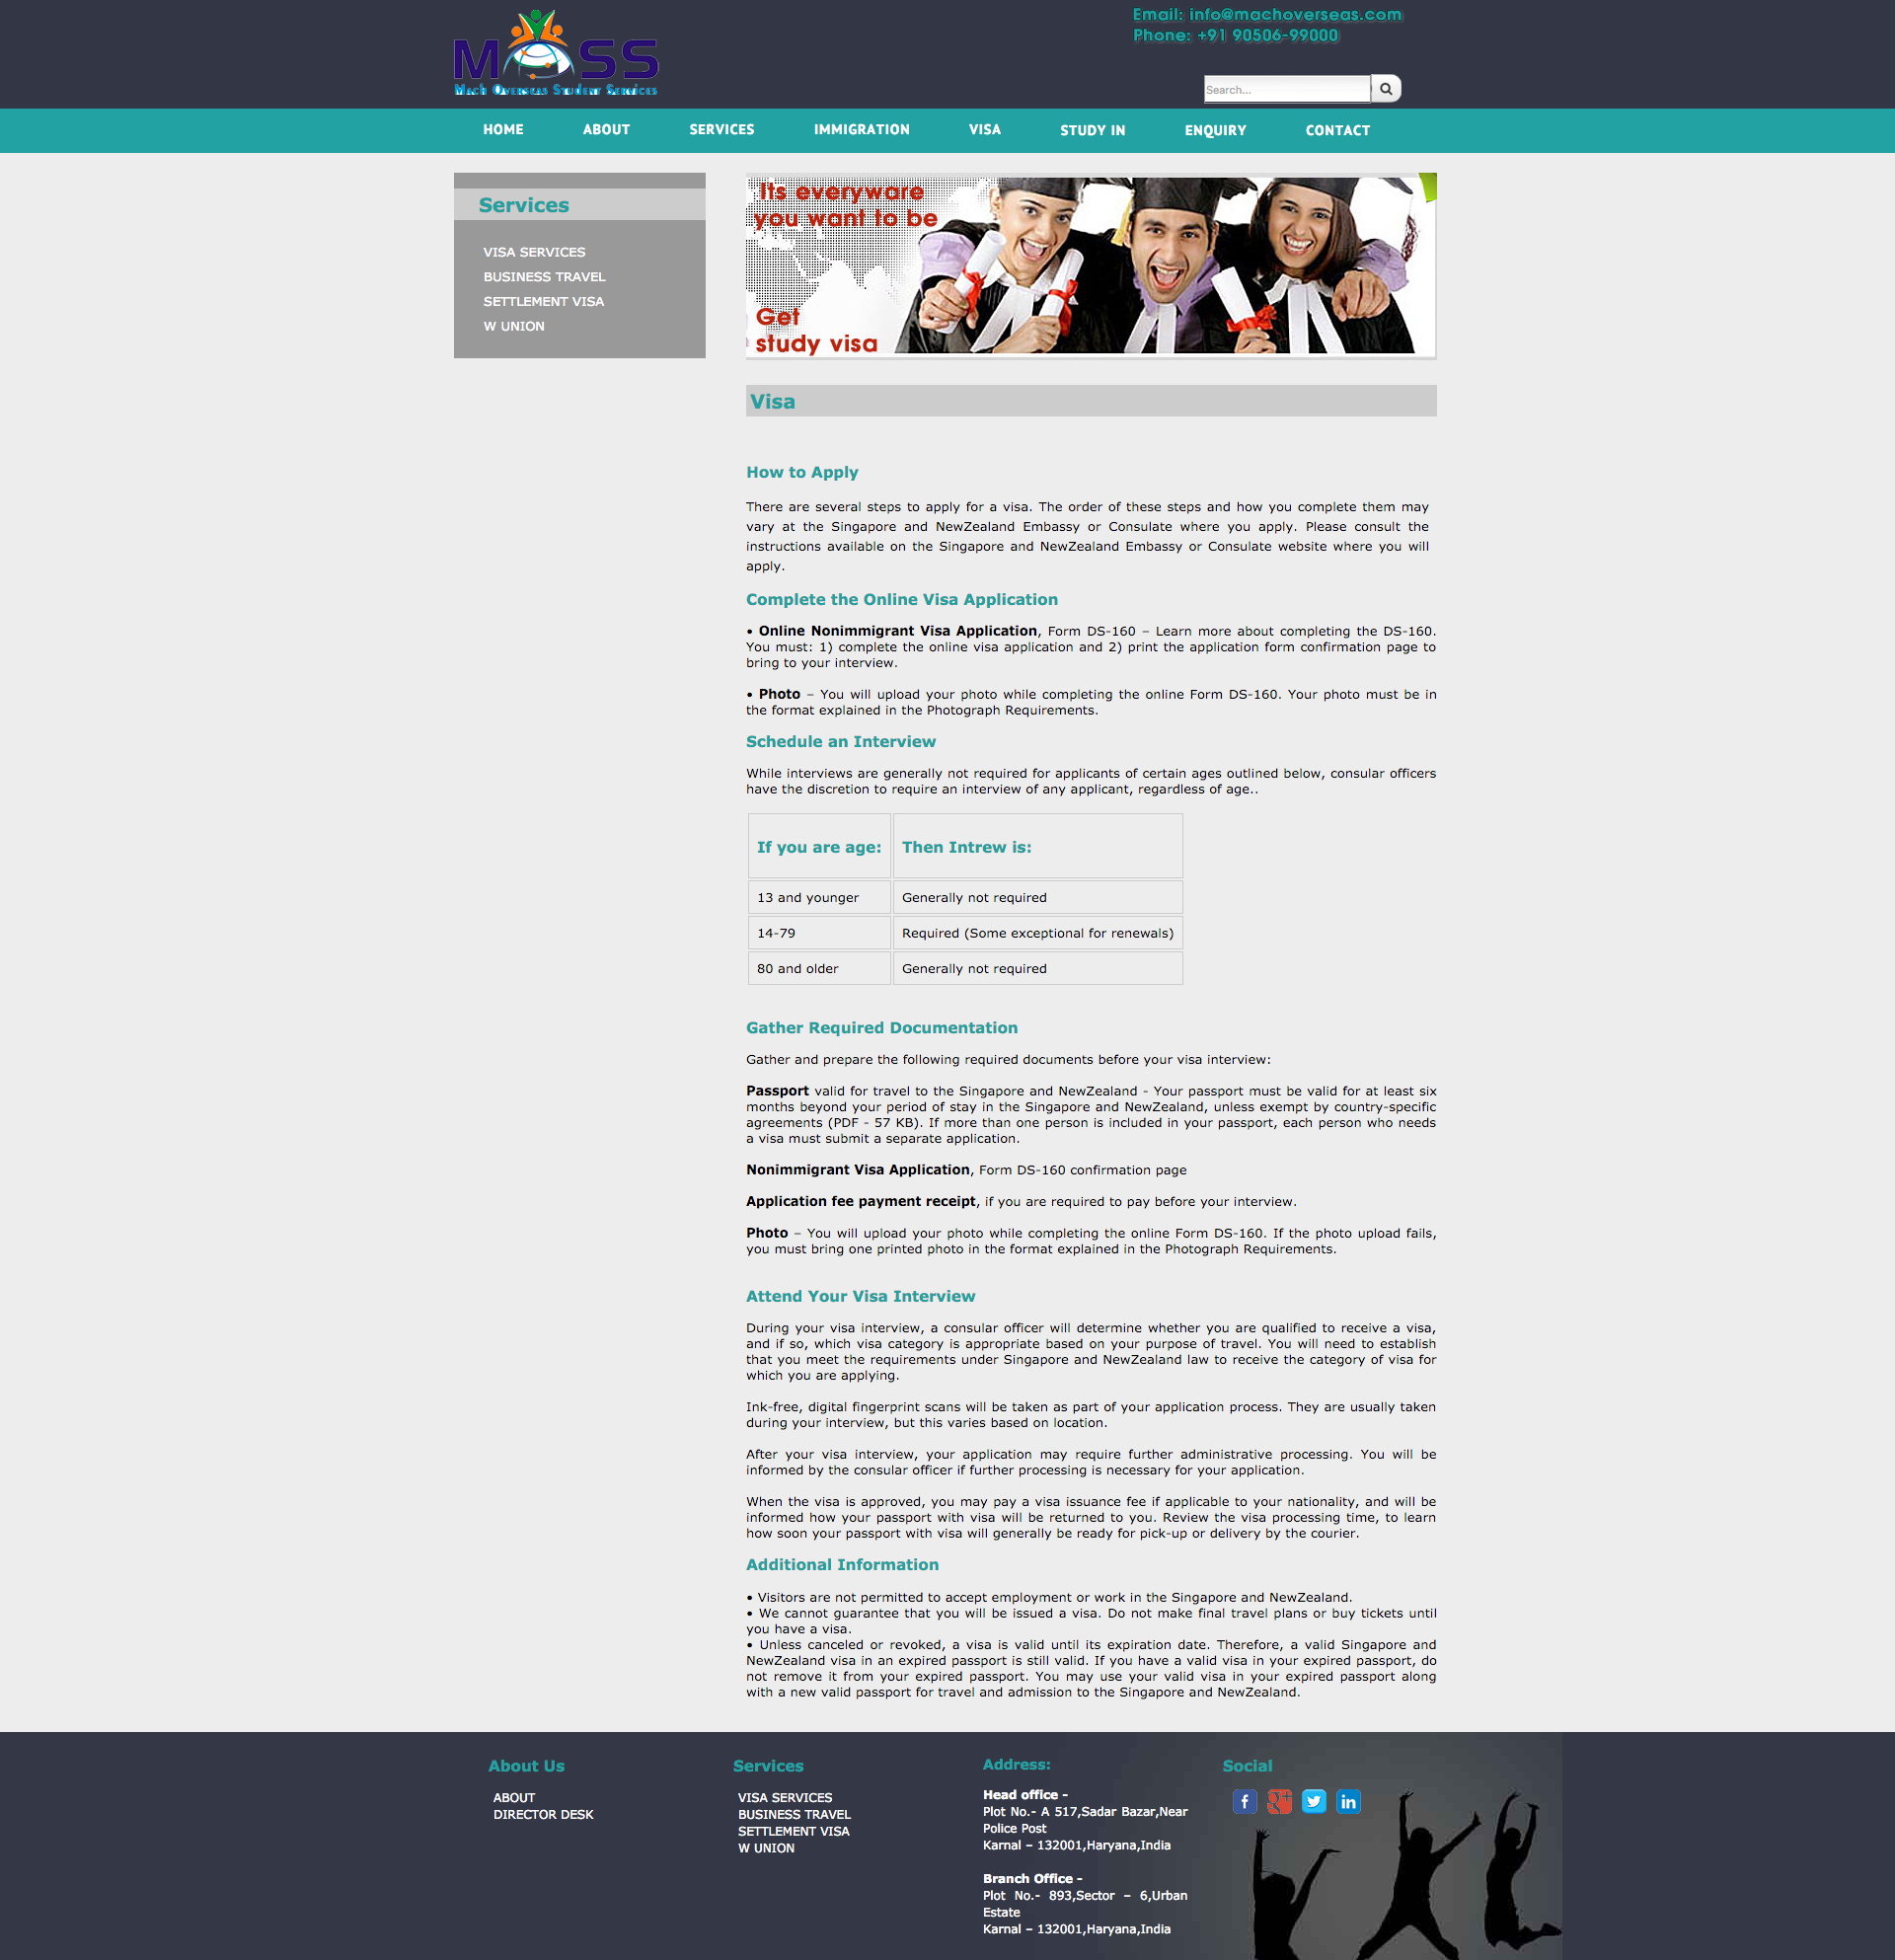 MOSS
Mach Overseas Student Services
Email: info@machoverseas.com
Phone: +91 90506-99000
Search...
HOME ABOUT SERVICES IMMIGRATION VISA STUDY IN ENQUIRY CONTACT
Services
VISA SERVICES
BUSINESS TRAVEL
SETTLEMENT VISA
W UNION
Its everyware
you want to be
Get
study visa
Visa
How to Apply
There are several steps to apply for a visa. The order of these steps and how you complete them may
vary at the Singapore and NewZealand Embassy or Consulate where you apply. Please consult the
instructions available on the Singapore and NewZealand Embassy or Consulate website where you will
apply.
Complete the Online Visa Application
• Online Nonimmigrant Visa Application, Form DS-160 – Learn more about completing the DS-160.
You must: 1) complete the online visa application and 2) print the application form confirmation page to
bring to your interview.
• Photo – You will upload your photo while completing the online Form DS-160. Your photo must be in
the format explained in the Photograph Requirements.
Schedule an Interview
While interviews are generally not required for applicants of certain ages outlined below, consular officers
have the discretion to require an interview of any applicant, regardless of age..
If you are age: Then Intrew is:
13 and younger Generally not required
14-79 Required (Some exceptional for renewals)
80 and older Generally not required
Gather Required Documentation
Gather and prepare the following required documents before your visa interview:
Passport valid for travel to the Singapore and NewZealand - Your passport must be valid for at least six
months beyond your period of stay in the Singapore and NewZealand, unless exempt by country-specific
agreements (PDF - 57 KB). If more than one person is included in your passport, each person who needs
a visa must submit a separate application.
Nonimmigrant Visa Application, Form DS-160 confirmation page
Application fee payment receipt, if you are required to pay before your interview.
Photo – You will upload your photo while completing the online Form DS-160. If the photo upload fails,
you must bring one printed photo in the format explained in the Photograph Requirements.
Attend Your Visa Interview
During your visa interview, a consular officer will determine whether you are qualified to receive a visa,
and if so, which visa category is appropriate based on your purpose of travel. You will need to establish
that you meet the requirements under Singapore and NewZealand law to receive the category of visa for
which you are applying.
Ink-free, digital fingerprint scans will be taken as part of your application process. They are usually taken
during your interview, but this varies based on location.
After your visa interview, your application may require further administrative processing. You will be
informed by the consular officer if further processing is necessary for your application.
When the visa is approved, you may pay a visa issuance fee if applicable to your nationality, and will be
informed how your passport with visa will be returned to you. Review the visa processing time, to learn
how soon your passport with visa will generally be ready for pick-up or delivery by the courier.
Additional Information
• Visitors are not permitted to accept employment or work in the Singapore and NewZealand.
• We cannot guarantee that you will be issued a visa. Do not make final travel plans or buy tickets until
you have a visa.
• Unless canceled or revoked, a visa is valid until its expiration date. Therefore, a valid Singapore and
NewZealand visa in an expired passport is still valid. If you have a valid visa in your expired passport, do
not remove it from your expired passport. You may use your valid visa in your expired passport along
with a new valid passport for travel and admission to the Singapore and NewZealand.
About Us
ABOUT
DIRECTOR DESK
Services
VISA SERVICES
BUSINESS TRAVEL
SETTLEMENT VISA
W UNION
Address:
Head office -
Plot No.- A 517,Sadar Bazar,Near
Police Post
Karnal – 132001,Haryana,India
Branch Office -
Plot No.- 893,Sector – 6,Urban
Estate
Karnal – 132001,Haryana,India
Social